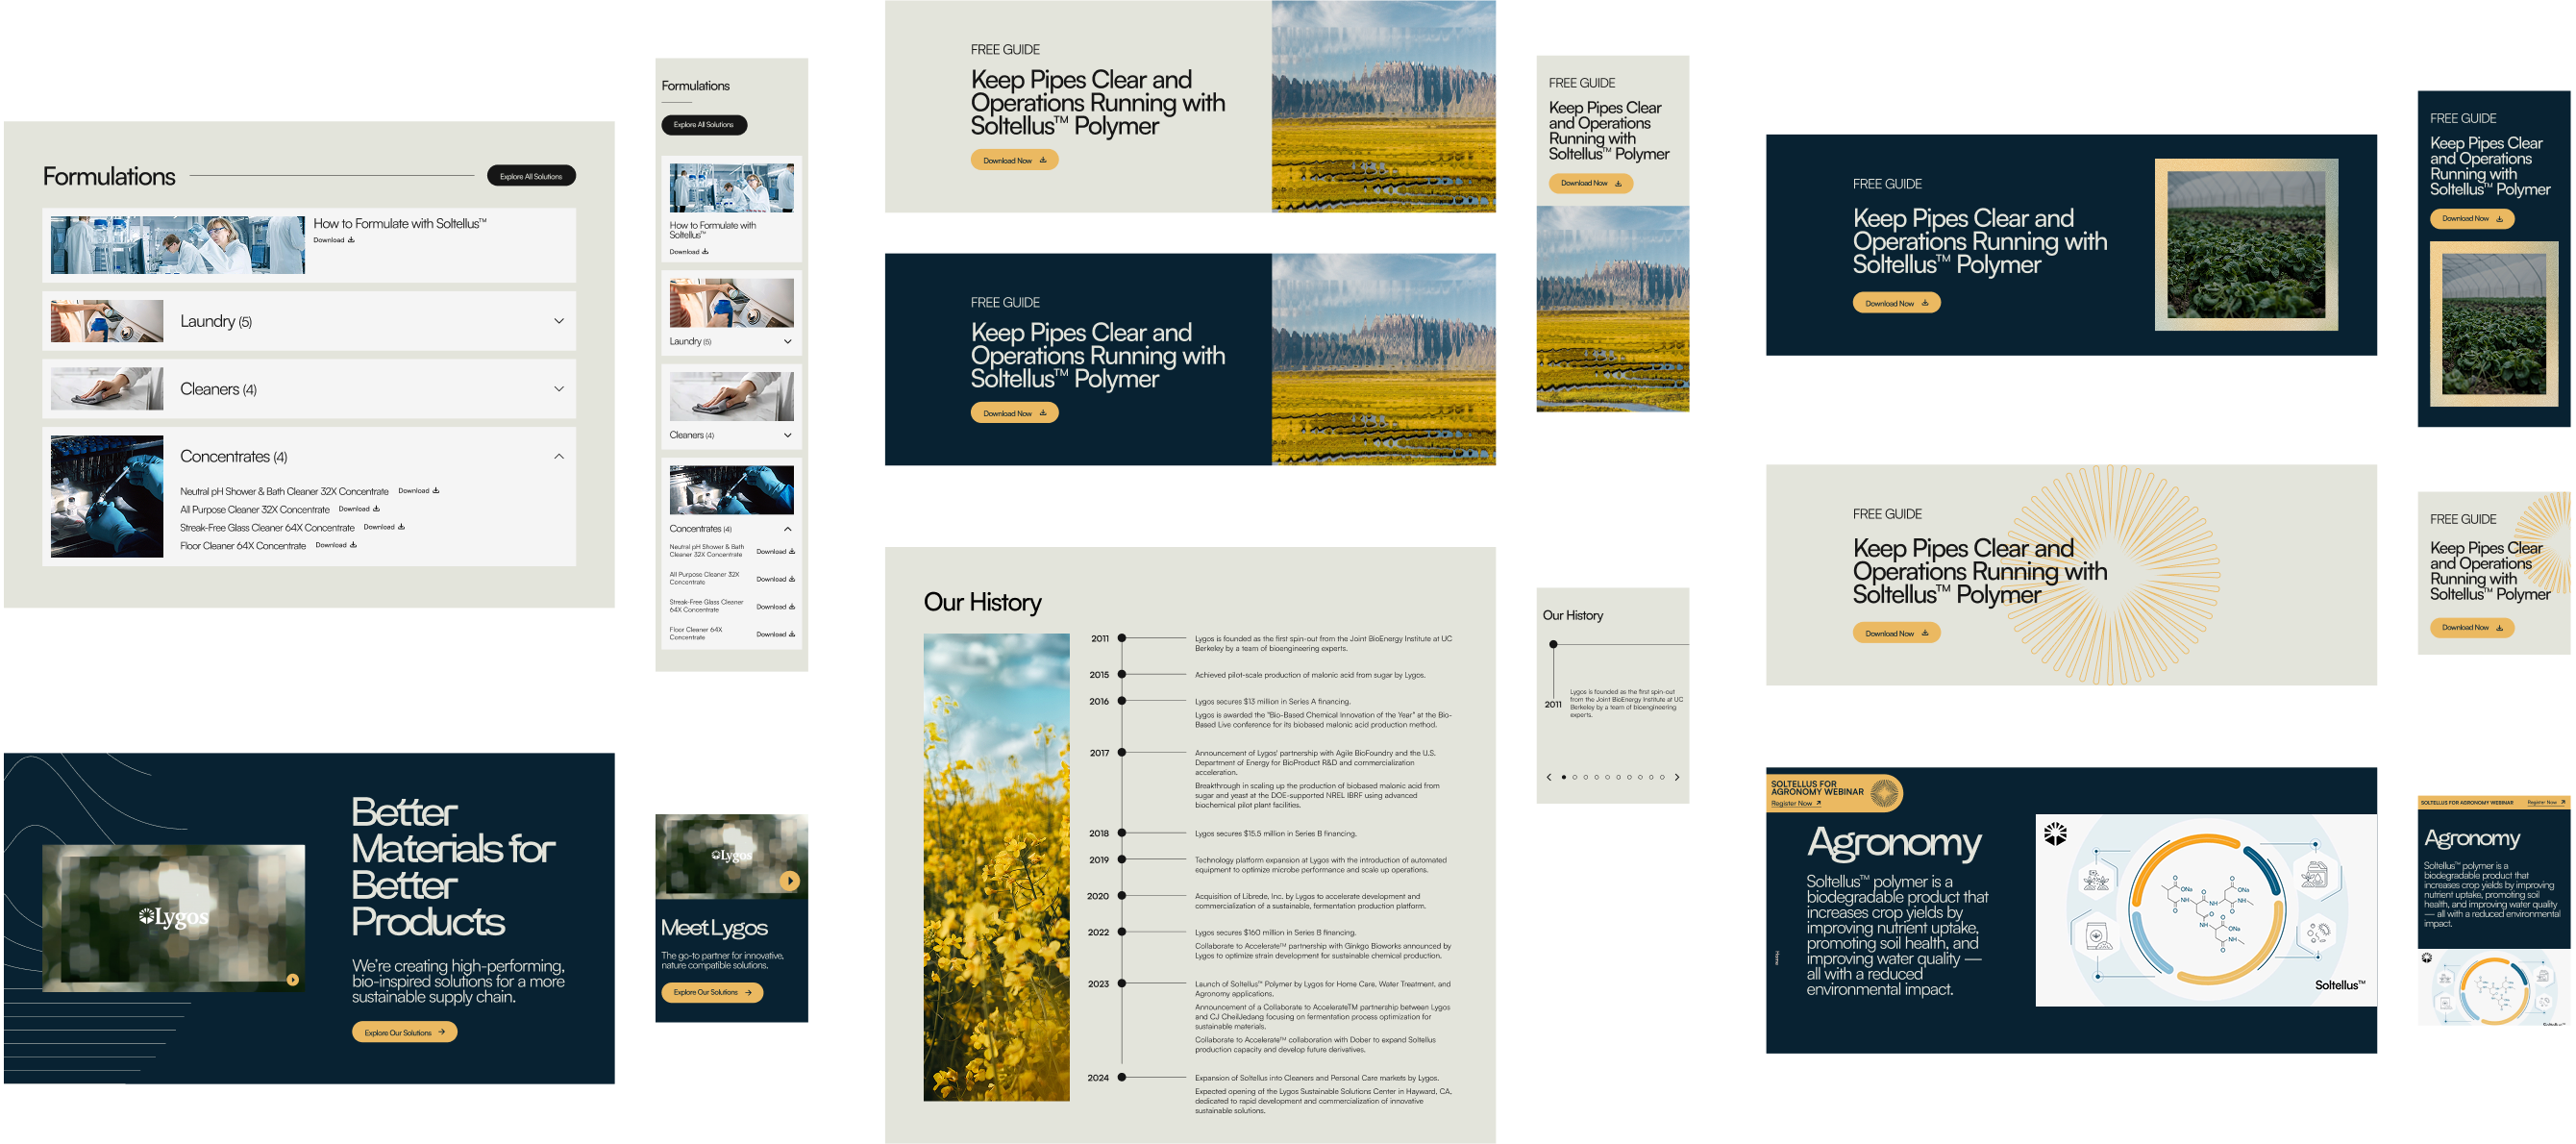 Formulations
Explore All Solutions
How to Formulate with Soltellus™
Download
Laundry (5)
Cleaners (4)
Concentrates (4)
Neutral pH Shower & Bath Cleaner 32X Concentrate Download
All Purpose Cleaner 32X Concentrate Download
Streak-Free Glass Cleaner 64X Concentrate Download
Floor Cleaner 64X Concentrate Download
Formulations
Explore All Solutions
How to Formulate with
Soltellus™
Download
Laundry (5)
Cleaners (4)
Concentrates (4)
Neutral pH Shower & Bath
Cleaner 32X Concentrate
Download
All Purpose Cleaner 32X
Concentrate
Download
Streak-Free Glass Cleaner
64X Concentrate
Download
Floor Cleaner 64X
Concentrate
Download
Lygos
Better
Materials for
Better
Products
We're creating high-performing,
bio-inspired solutions for a more
sustainable supply chain.
Explore Our Solutions
Lygos
Meet Lygos
The go-to partner for innovative,
nature compatible solutions.
Explore Our Solutions
FREE GUIDE
Keep Pipes Clear and
Operations Running with
Soltellus™ Polymer
Download Now
FREE GUIDE
Keep Pipes Clear and
Operations Running with
Soltellus™ Polymer
Download Now
FREE GUIDE
Keep Pipes Clear
and Operations
Running with
Soltellus™ Polymer
Download Now
Our History
2011
Lygos is founded as the first spin-out from the Joint BioEnergy Institute at UC
Berkeley by a team of bioengineering experts.
2015
Achieved pilot-scale production of malonic acid from sugar by Lygos.
2016
Lygos secures $13 million in Series A financing.
Lygos is awarded the "Bio-Based Chemical Innovation of the Year" at the Bio-
Based Live conference for its biobased malonic acid production method.
2017
Announcement of Lygos' partnership with Agile BioFoundry and the U.S.
Department of Energy for BioProduct R&D and commercialization
acceleration.
Breakthrough in scaling up the production of biobased malonic acid from
sugar and yeast at the DOE-supported NREL IBRF using advanced
biochemical pilot plant facilities.
2018
Lygos secures $15.5 million in Series B financing.
2019
Technology platform expansion at Lygos with the introduction of automated
equipment to optimize microbe performance and scale up operations.
2020
Acquisition of Librede, Inc. by Lygos to accelerate development and
commercialization of a sustainable, fermentation production platform.
2022
Lygos secures $160 million in Series B financing.
Collaborate to Accelerate™ partnership with Ginkgo Bioworks announced by
Lygos to optimize strain development for sustainable chemical production.
2023
Launch of Soltellus™ Polymer by Lygos for Home Care, Water Treatment, and
Agronomy applications.
Announcement of a Collaborate to AccelerateTM partnership between Lygos
and CJ CheilJedang focusing on fermentation process optimization for
sustainable materials.
Collaborate to Accelerate™ collaboration with Dober to expand Soltellus
production capacity and develop future derivatives.
2024
Expansion of Soltellus into Cleaners and Personal Care markets by Lygos.
Expected opening of the Lygos Sustainable Solutions Center in Hayward, CA,
dedicated to rapid development and commercialization of innovative
sustainable solutions.
Our History
2011
Lygos is founded as the first spin-out
from the Joint BioEnergy Institute at UC
Berkeley by a team of bioengineering
experts.
FREE GUIDE
Keep Pipes Clear and
Operations Running with
Soltellus™ Polymer
Download Now
FREE GUIDE
Keep Pipes Clear
and Operations
Running with
Soltellus™ Polymer
Download Now
FREE GUIDE
Keep Pipes Clear and
Operations Running with
Soltellus™ Polymer
Download Now
FREE GUIDE
Keep Pipes Clear
and Operations
Running with
Soltellus™ Polymer
Download Now
SOLTELLUS FOR
AGRONOMY WEBINAR
Register Now
Home
Agronomy
Soltellus™ polymer is a
biodegradable product that
increases crop yields by
improving nutrient uptake,
promoting soil health, and
improving water quality —
all with a reduced
environmental impact.
Soltellus™
SOLTELLUS FOR AGRONOMY WEBINAR Register Now
Agronomy
Soltellus™ polymer is a
biodegradable product that
increases crop yields by improving
nutrient uptake, promoting soil
health, and improving water quality
— all with a reduced environmental
impact.